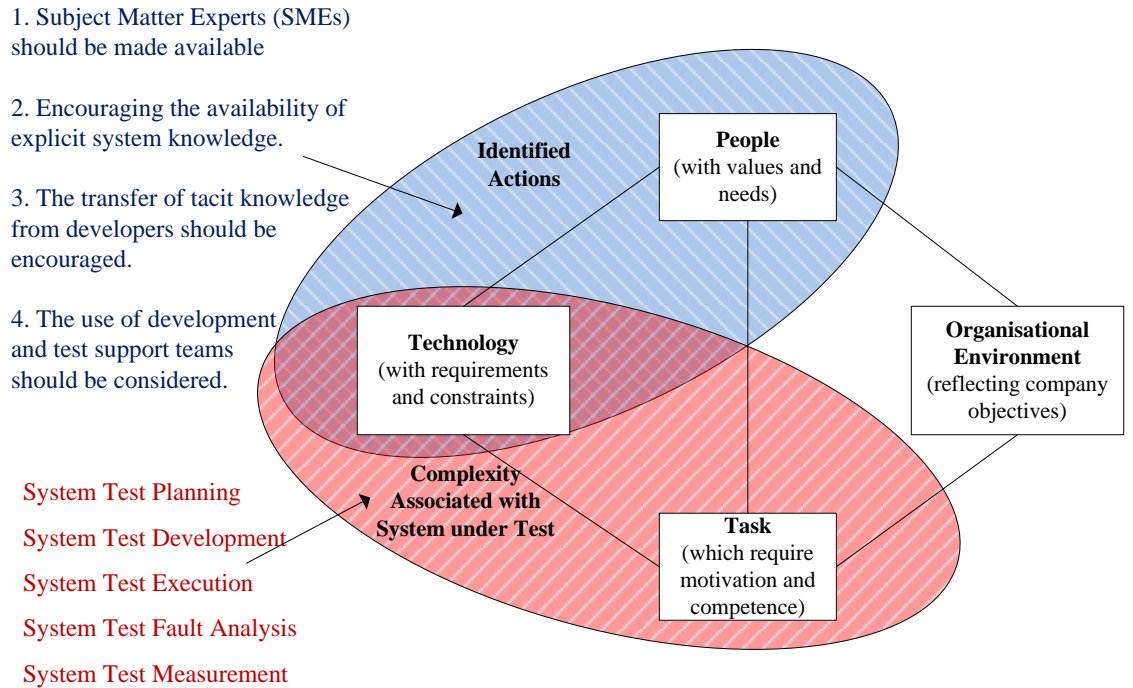 1. Subject Matter Experts (SMEs)
should be made available
2. Encouraging the availability of
explicit system knowledge.
3. The transfer of tacit knowledge
from developers should be
encouraged.
4. The use of development
and test support teams
should be considered.
Identified
Actions
People
(with values and
needs)
Technology
(with requirements
and constraints)
Organisational
Environment
(reflecting company
objectives)
Complexity
Associated with
System under Test
Task
(which require
motivation and
competence)
System Test Planning
System Test Development
System Test Execution
System Test Fault Analysis
System Test Measurement